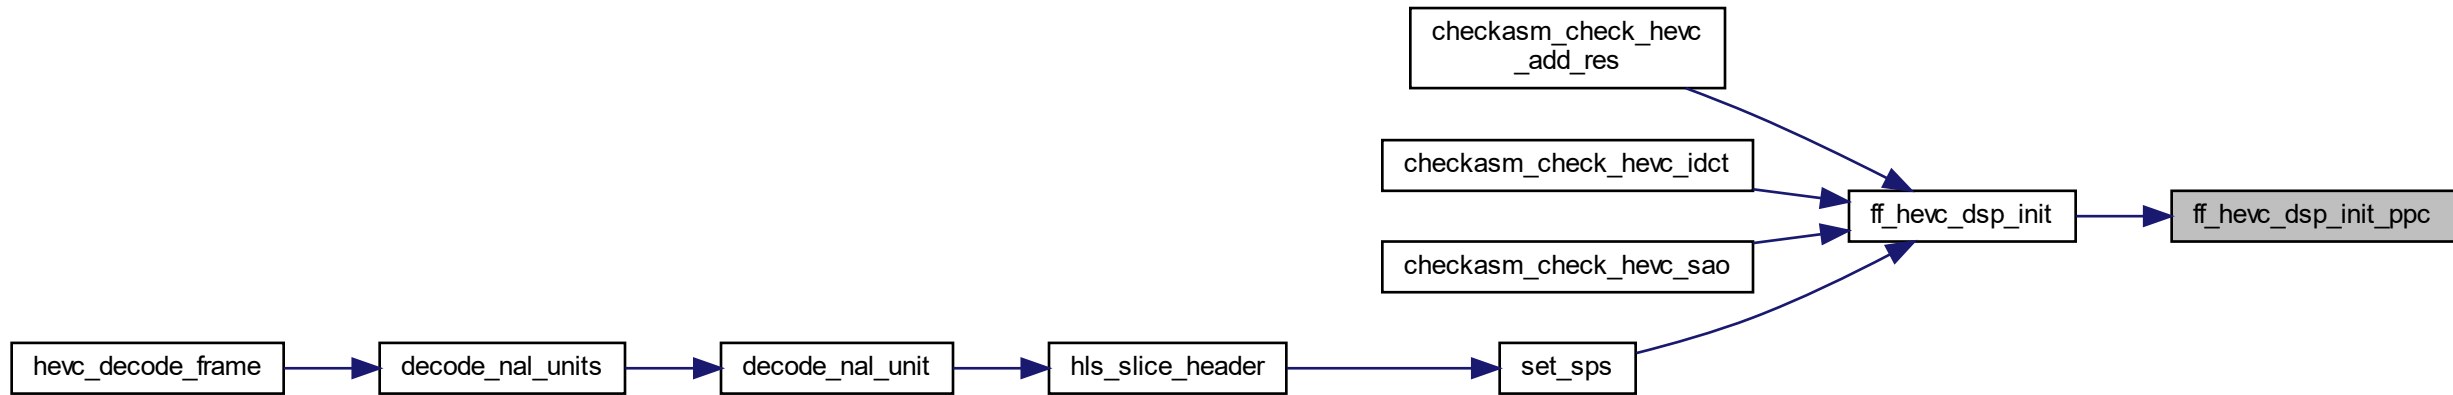 checkasm_check_hevc
_add_res
checkasm_check_hevc_idct
ff_hevc_dsp_init
ff_hevc_dsp_init_ppc
checkasm_check_hevc_sao
hevc_decode_frame
decode_nal_units
decode_nal_unit
hls_slice_header
set_sps